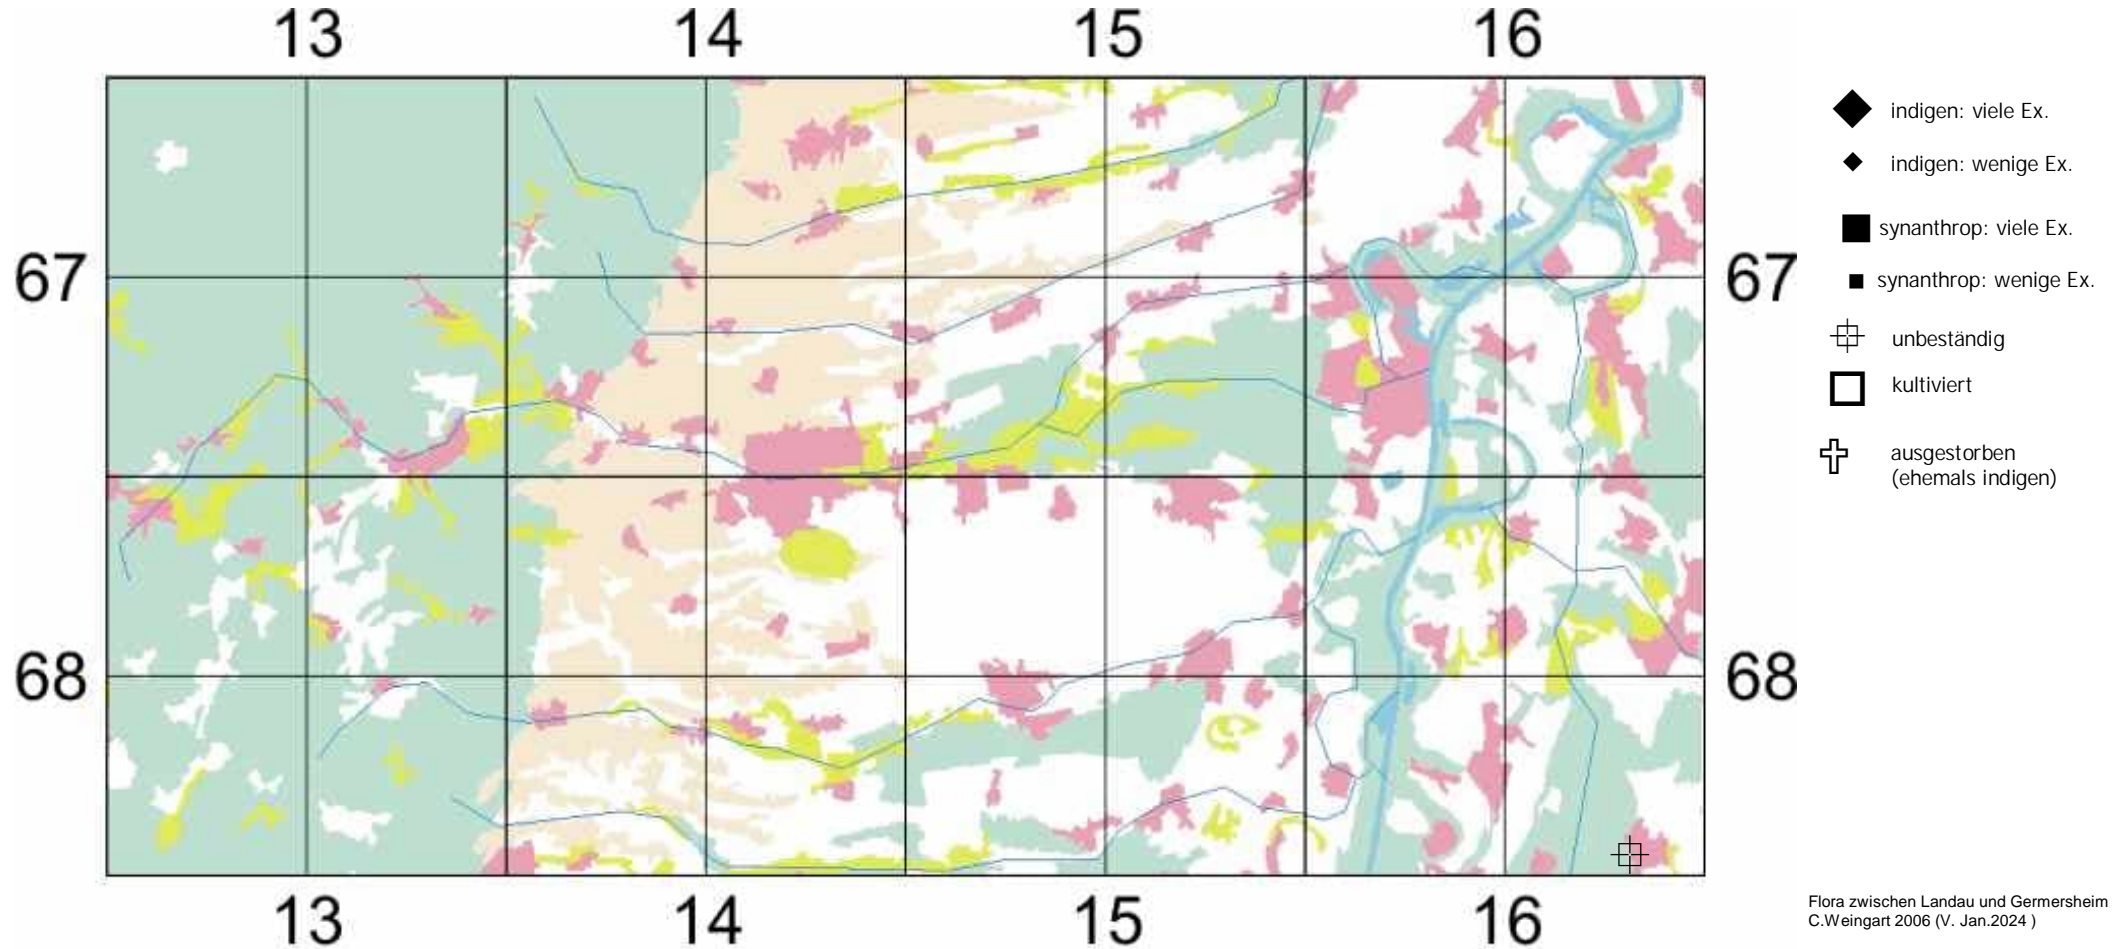 13 14 15 16
67 67
68 68
13 14 15 16
indigen: viele Ex.
indigen: wenige Ex.
synanthrop: viele Ex.
synanthrop: wenige Ex.
unbeständig
kultiviert
ausgestorben
(ehemals indigen)
Flora zwischen Landau und Germersheim
C.Weingart 2006 (V. Jan.2024 )